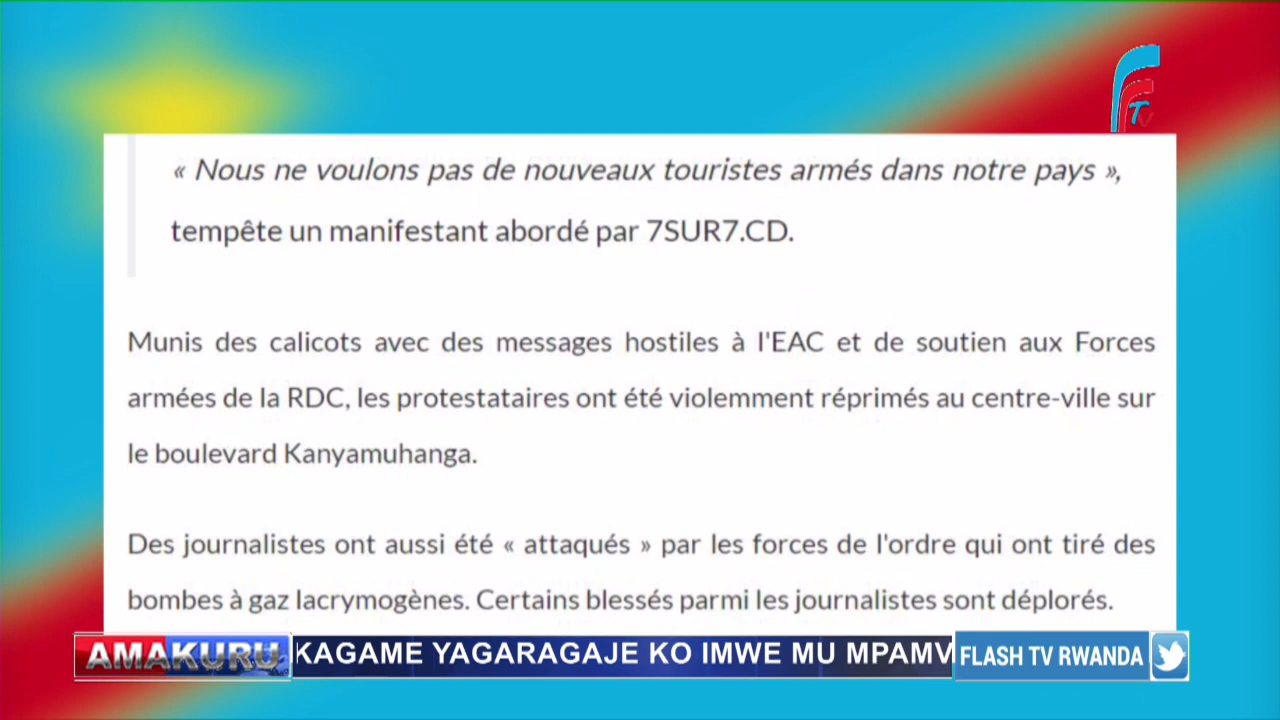 « Nous ne voulons pas de nouveaux touristes armés dans notre pays »,
tempête un manifestant abordé par 7SUR7.CD.
Munis des calicots avec des messages hostiles à l'EAC et de soutien aux Forces
armées de la RDC, les protestataires ont été violemment réprimés au centre-ville sur
le boulevard Kanyamuhanga.
Des journalistes ont aussi été « attaqués » par les forces de l'ordre qui ont tiré des
bombes à gaz lacrymogènes. Certains blessés parmi les journalistes sont déplorés.
AMAKURU KAGAME YAGARAGAJE KO IMWE MU MPAMV FLASH TV RWANDA